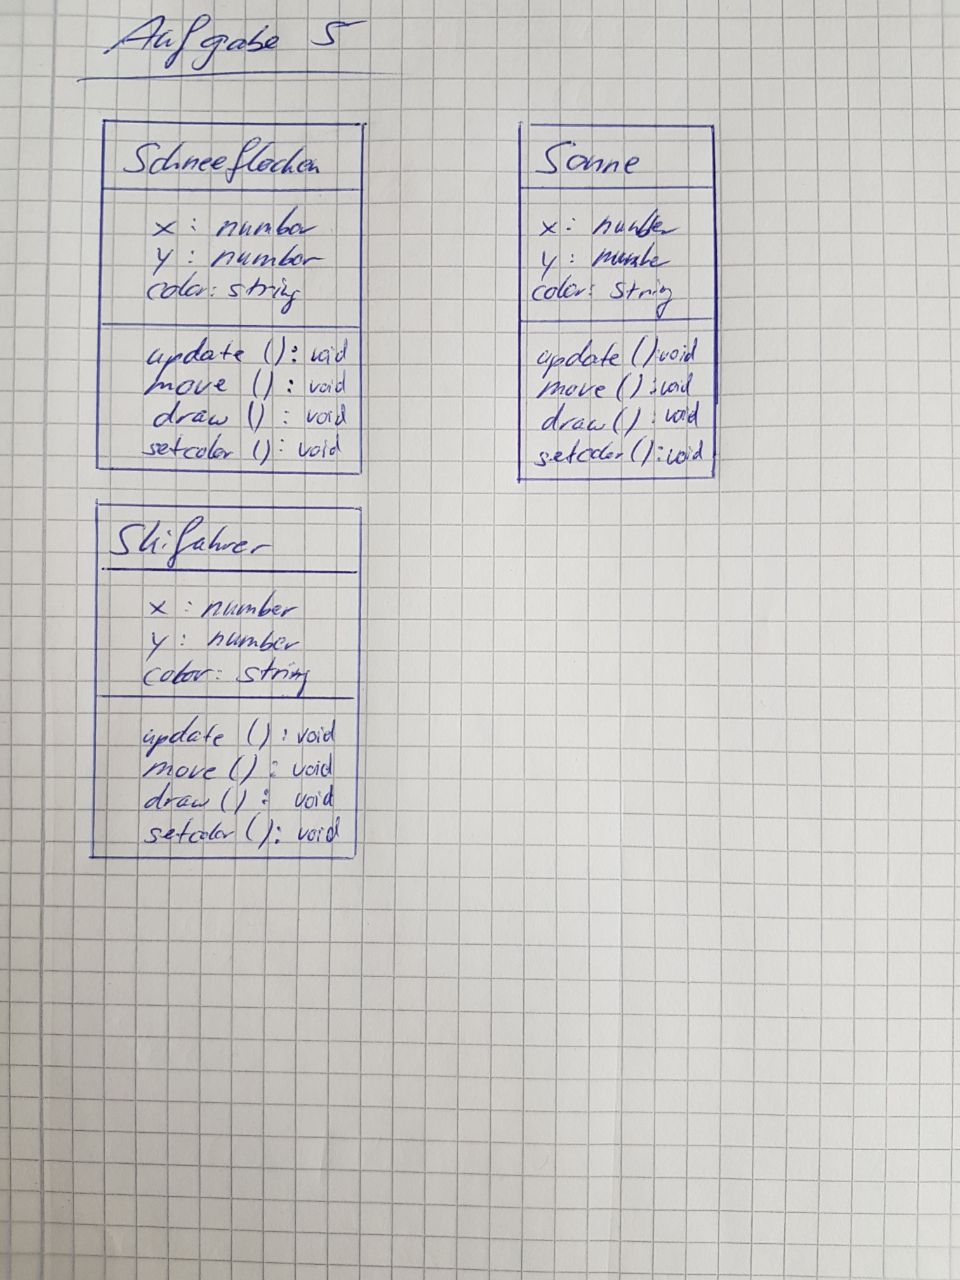 Aufgabe 5
Schneeflocken
x : number
y : number
color: string
update (): void
move () : void
draw () : void
setcolor (): void
Sonne
x : number
y : numbe
color: string
update (): void
move () : void
draw () : void
setcolor () : void
Skifahrer
x : number
y : number
color: string
update () : void
move () : void
draw () : void
setcolor (): void